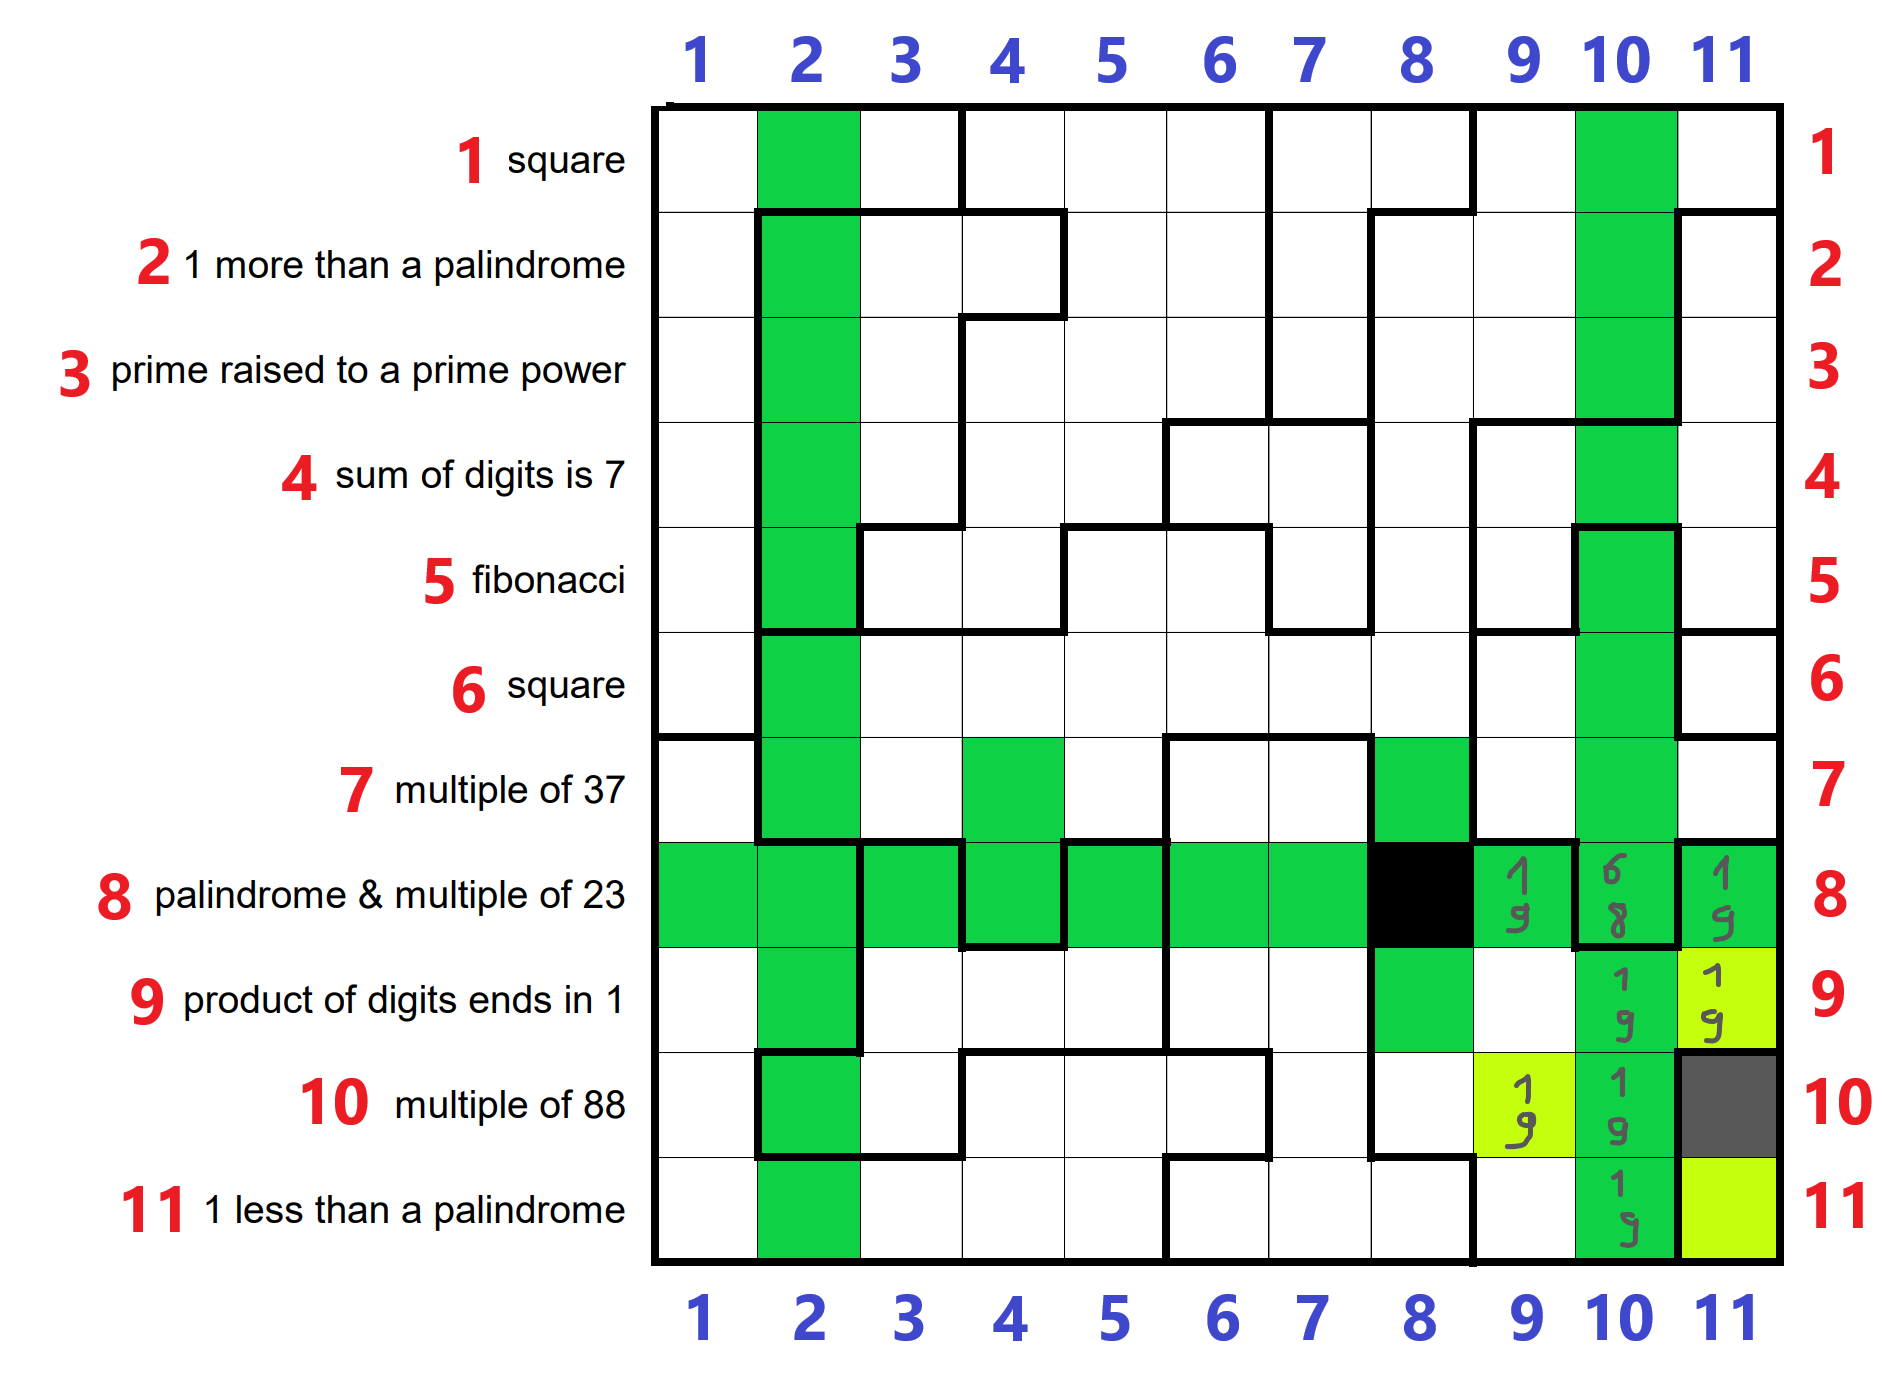 1 2 3 4 5 6 7 8 9 10 11
1 square 1
2 1 more than a palindrome 2
3 prime raised to a prime power 3
4 sum of digits is 7 4
5 fibonacci 5
6 square 6
7 multiple of 37 7
8 palindrome & multiple of 23 1 6 1 8
9 8 9
9 product of digits ends in 1 1 1 9
9 9
10 multiple of 88 1 1 10
9 9
11 1 less than a palindrome 1 11
9
1 2 3 4 5 6 7 8 9 10 11